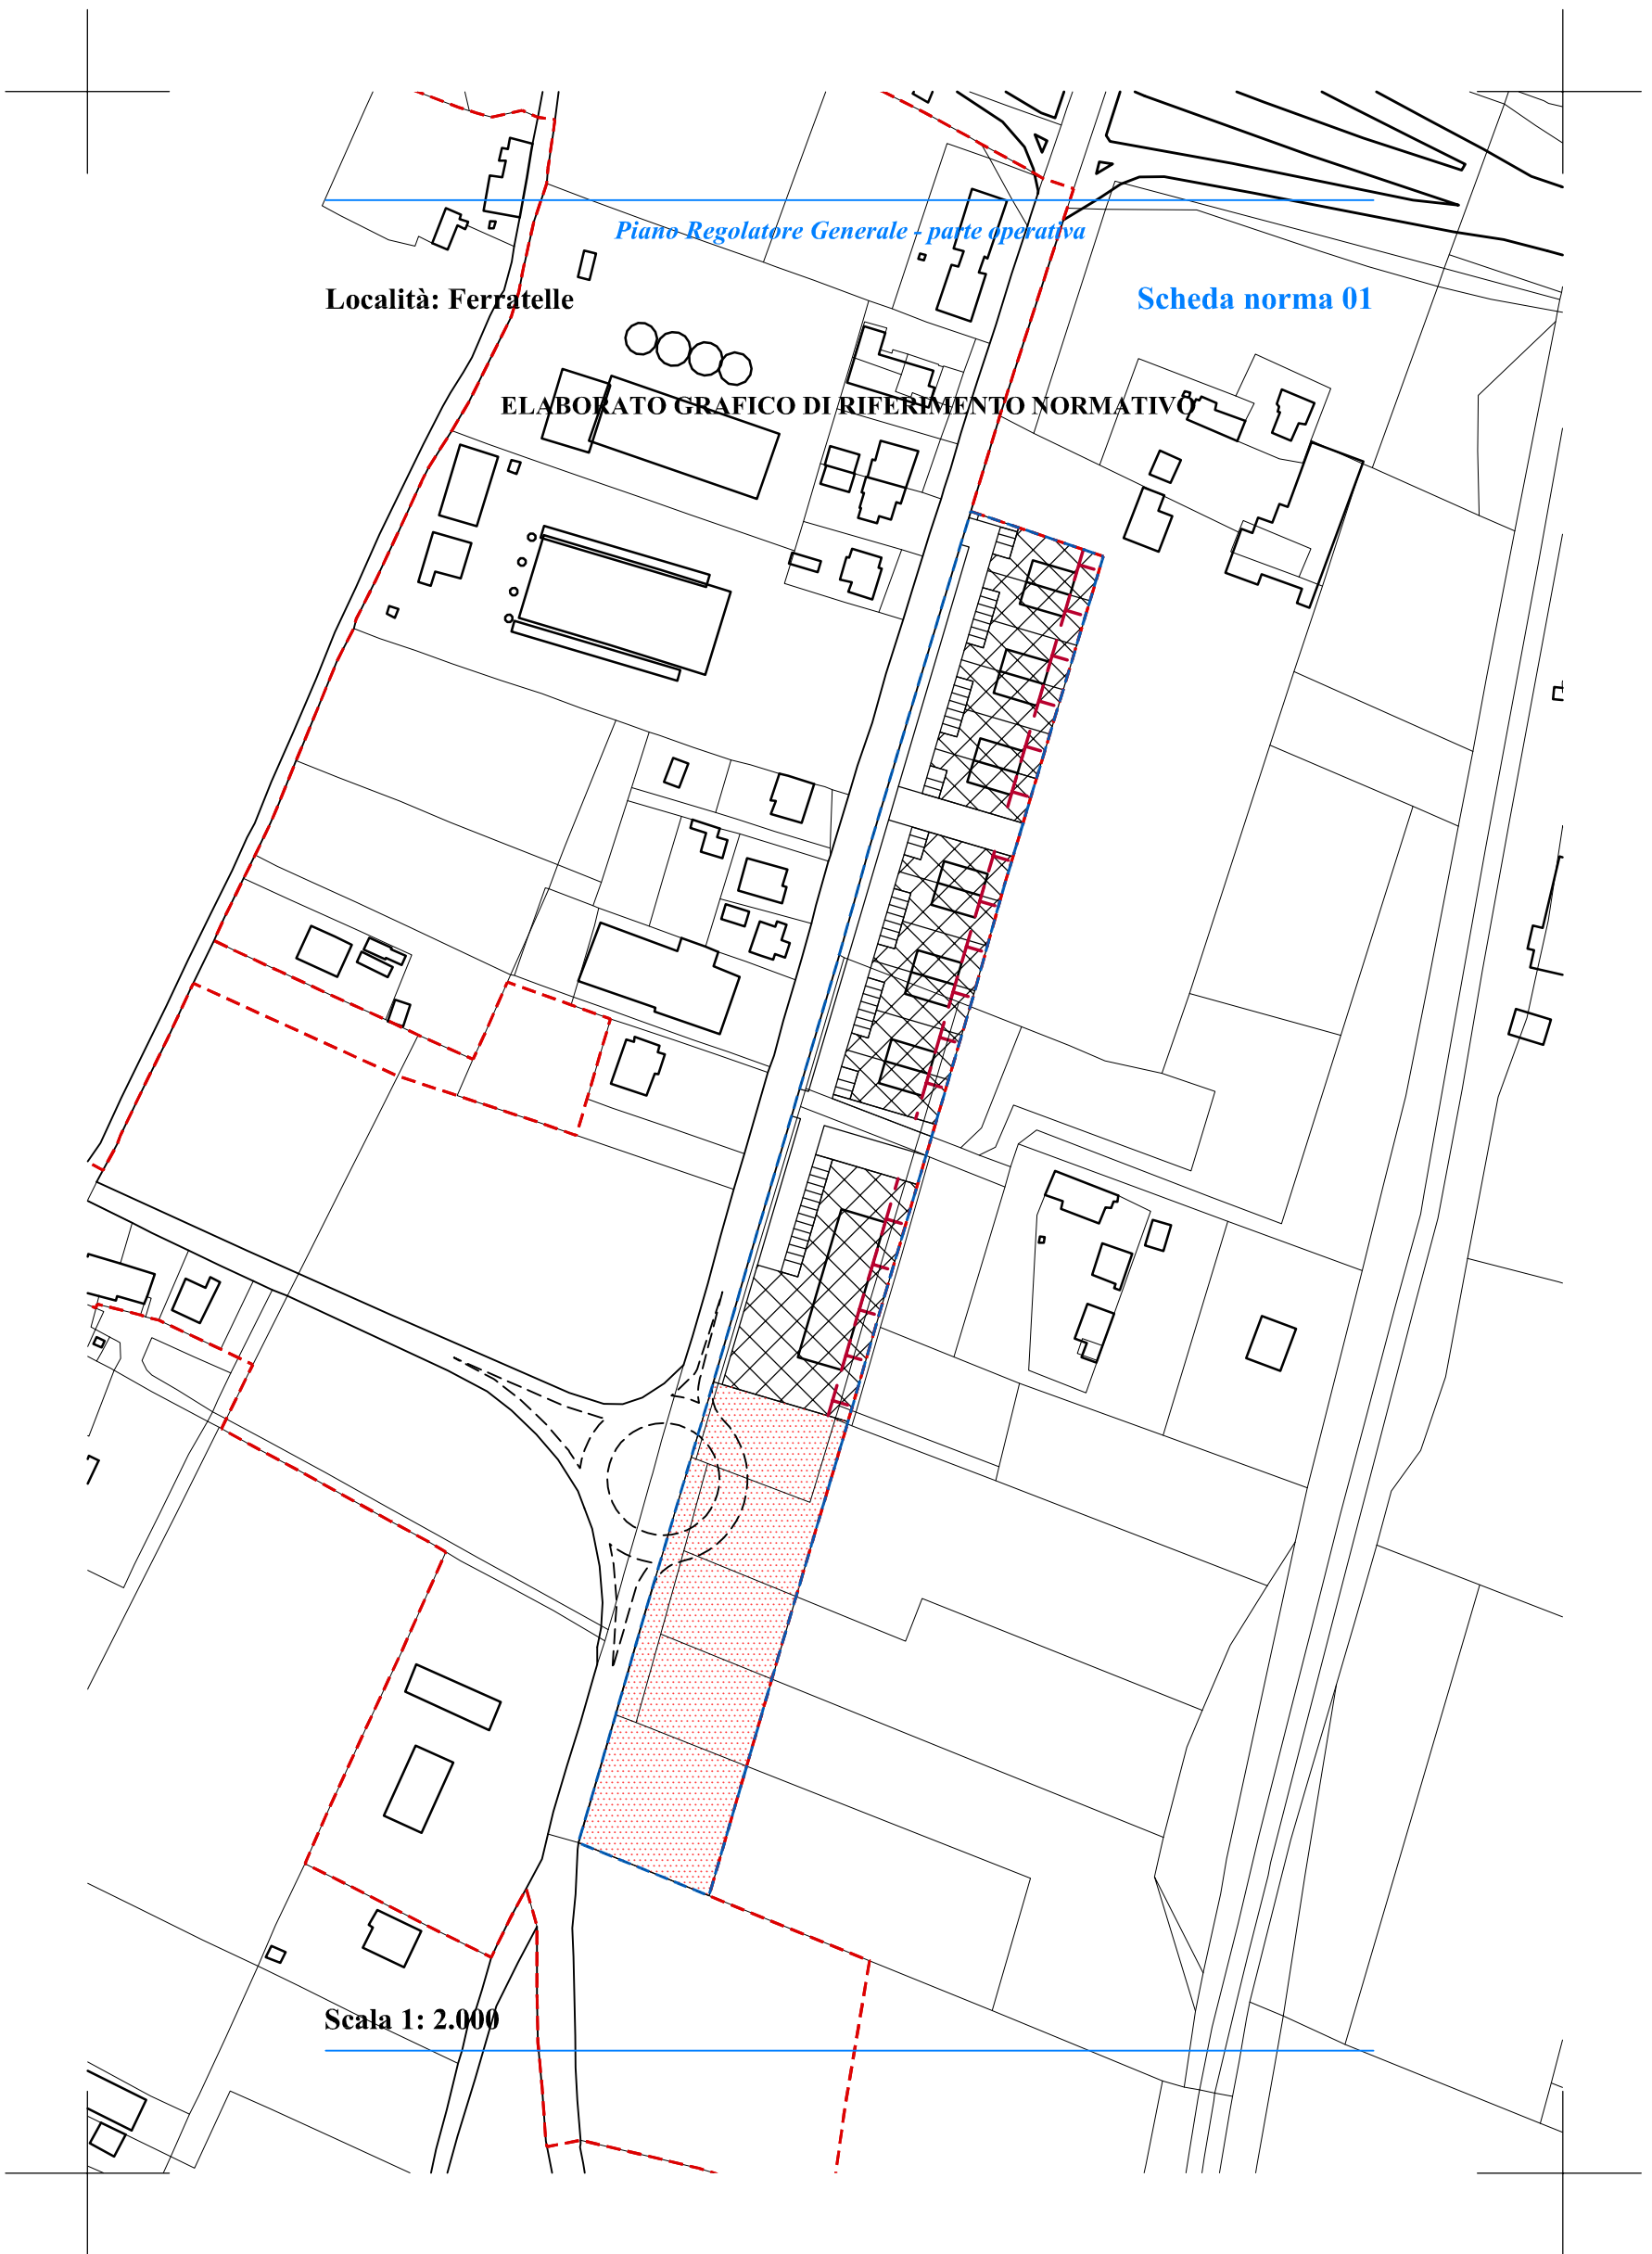 Piano Regolatore Generale - parte operativa
Località: Ferratelle
Scheda norma 01
ELABORATO GRAFICO DI RIFERIMENTO NORMATIVO
Scala 1: 2.000